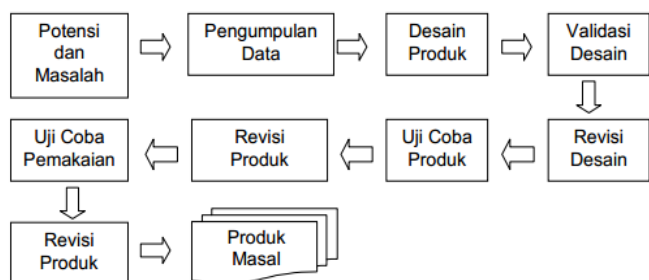 Potensi
dan
Masalah
Pengumpulan
Data
Desain
Produk
Validasi
Desain
Revisi
Desain
Uji Coba
Produk
Revisi
Produk
Uji Coba
Pemakaian
Revisi
Produk
Produk
Masal